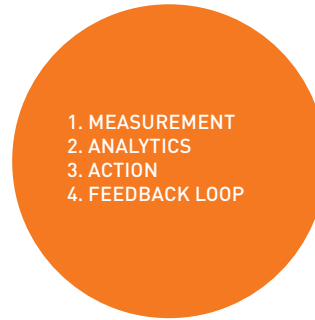 1. MEASUREMENT
2. ANALYTICS
3. ACTION
4. FEEDBACK LOOP